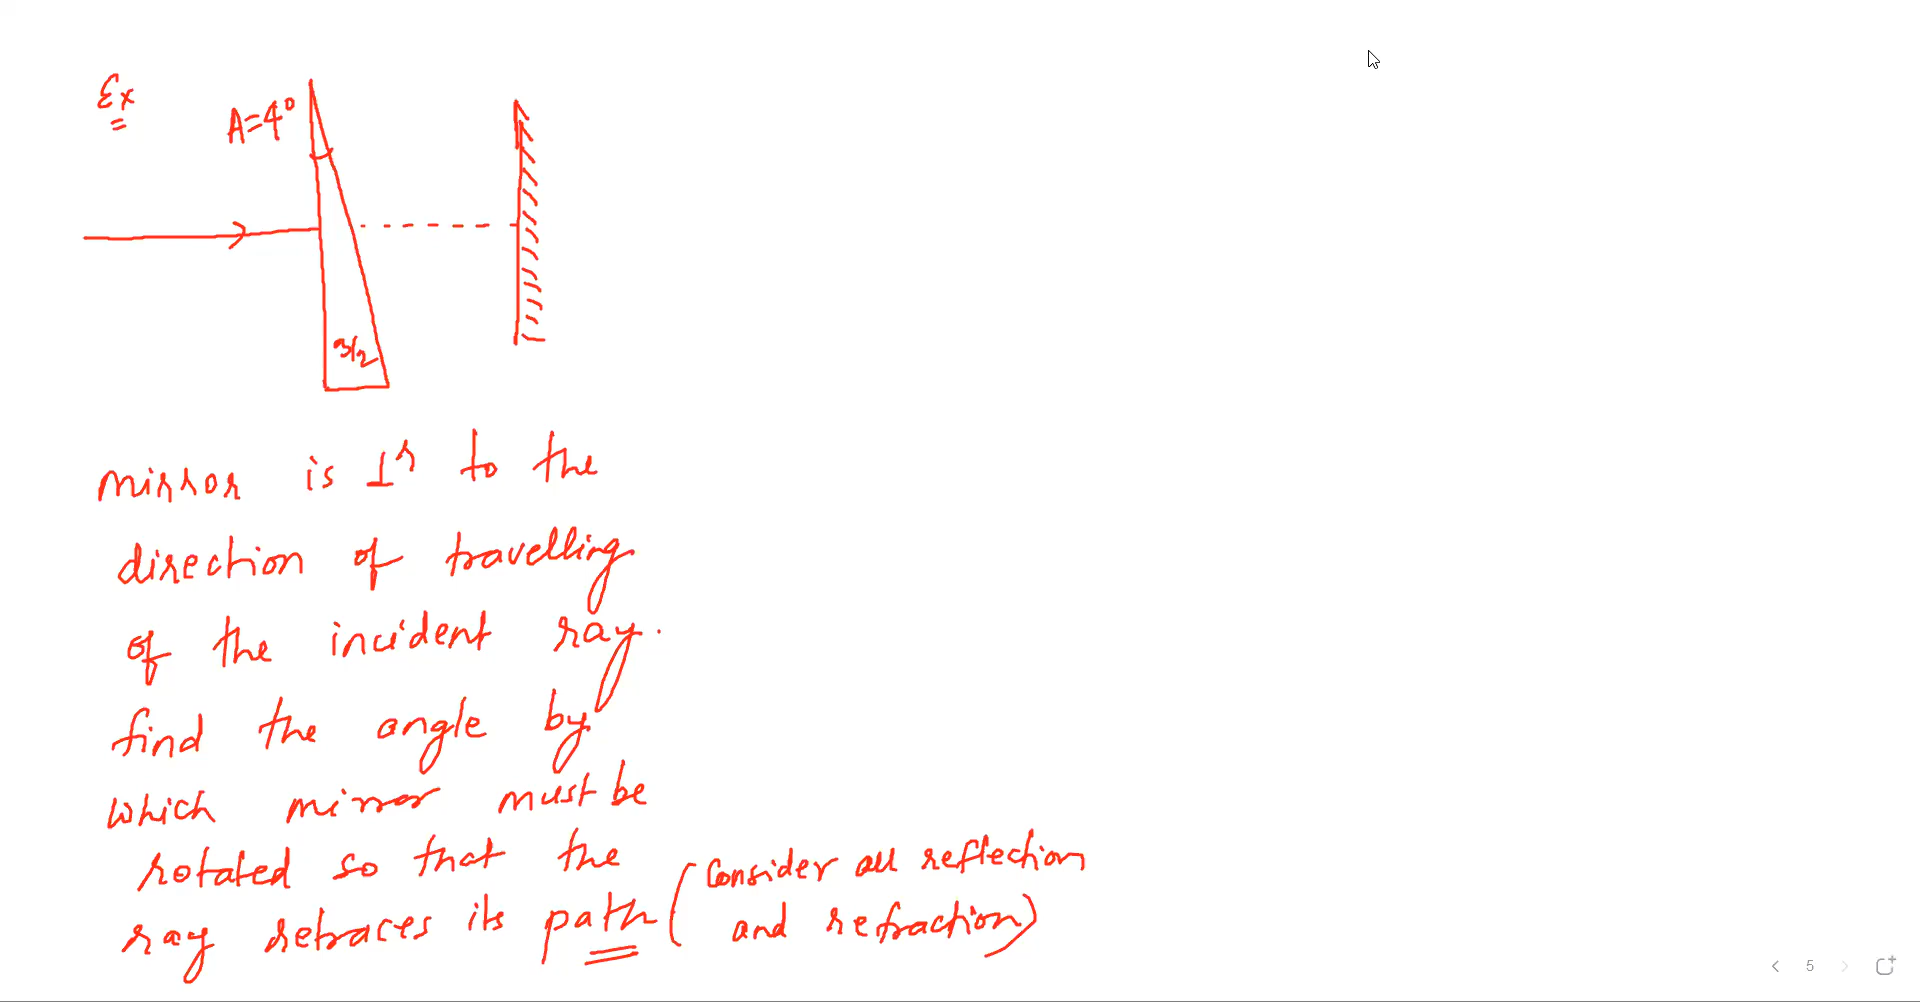 Ex
A=4°
3/2
mirror is ⊥r to the
direction of travelling
of the incident ray.
find the angle by
which mirror must be
rotated so that the
ray retraces its path (Consider all reflection
and refraction)
5